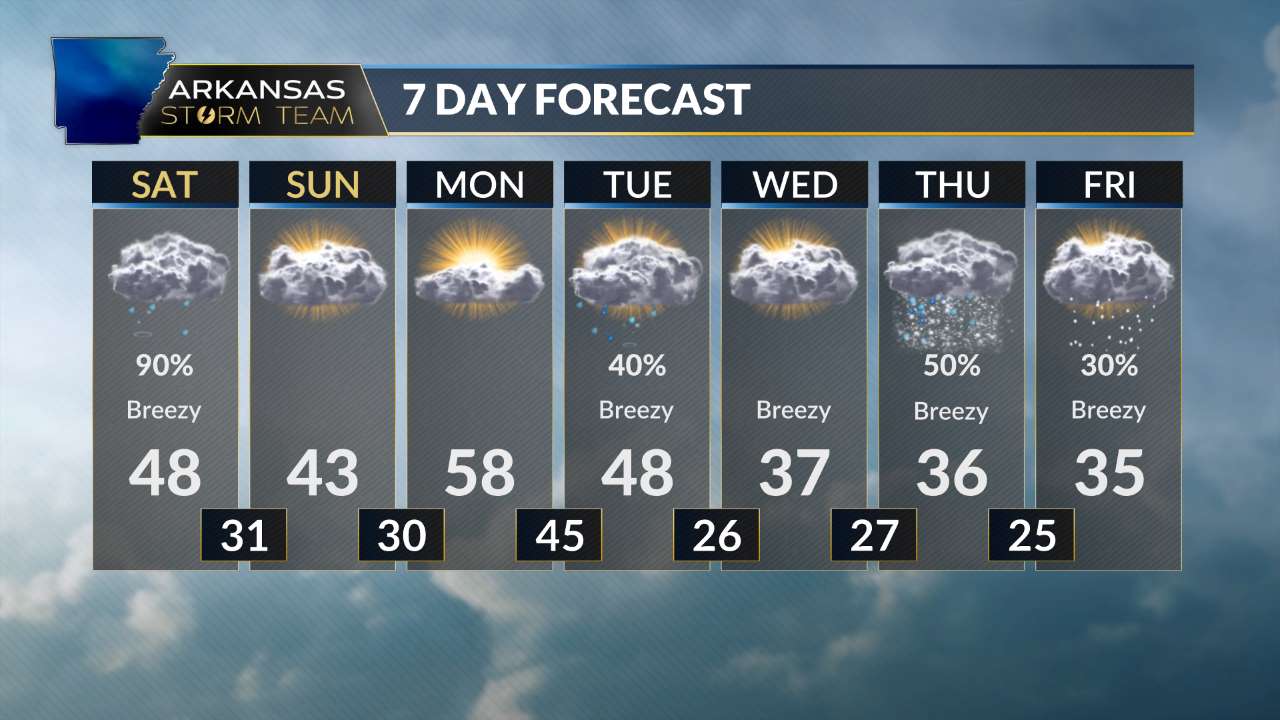 ARKANSAS
STORM TEAM
7 DAY FORECAST
SAT SUN MON TUE WED THU FRI
90% 40% 50% 30%
Breezy Breezy Breezy Breezy Breezy
48 43 58 48 37 36 35
31 30 45 26 27 25